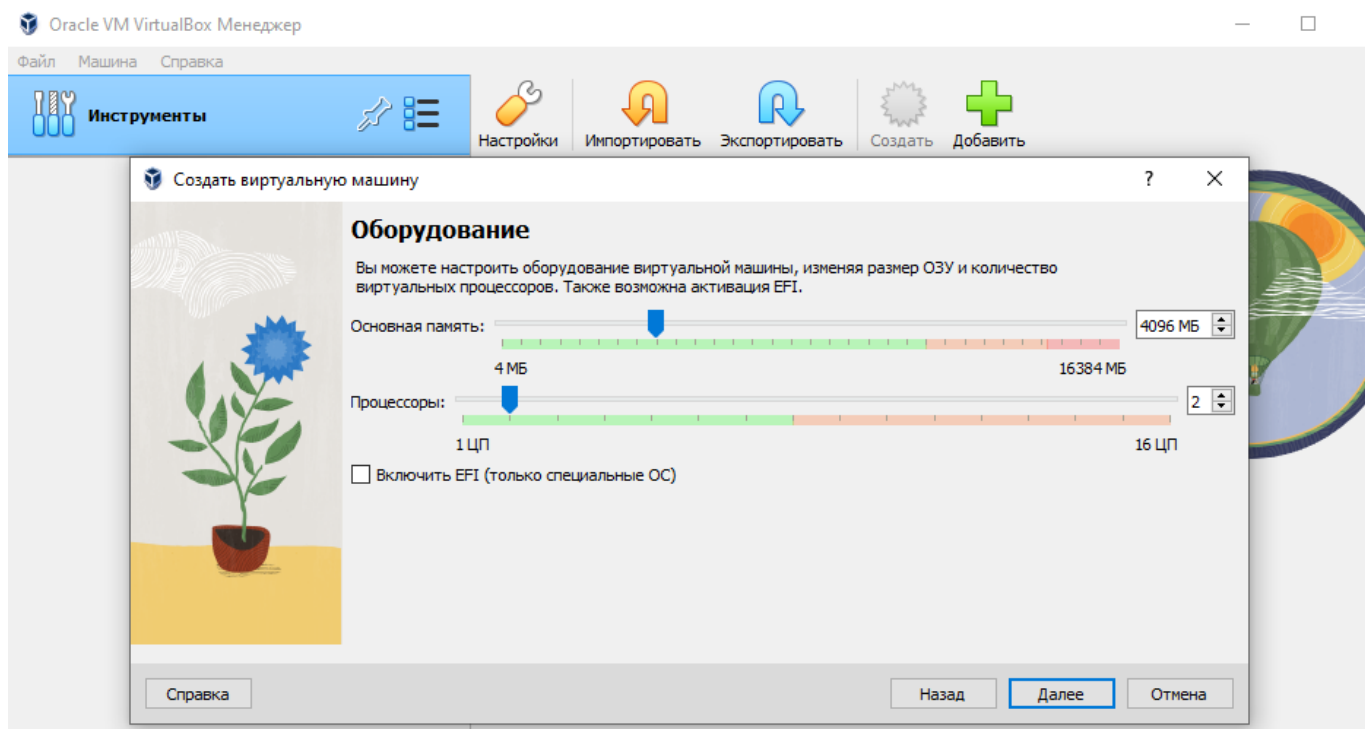 Oracle VM VirtualBox Менеджер
Файл Машина Справка
Инструменты
Настройки Импортировать Экспортировать Создать Добавить
Создать виртуальную машину ?
Оборудование
Вы можете настроить оборудование виртуальной машины, изменяя размер ОЗУ и количество
виртуальных процессоров. Также возможна активация EFI.
Основная память: 4096 МБ
4 МБ 16384 МБ
Процессоры: 2
1 ЦП 16 ЦП
Включить EFI (только специальные ОС)
Справка Назад Далее Отмена